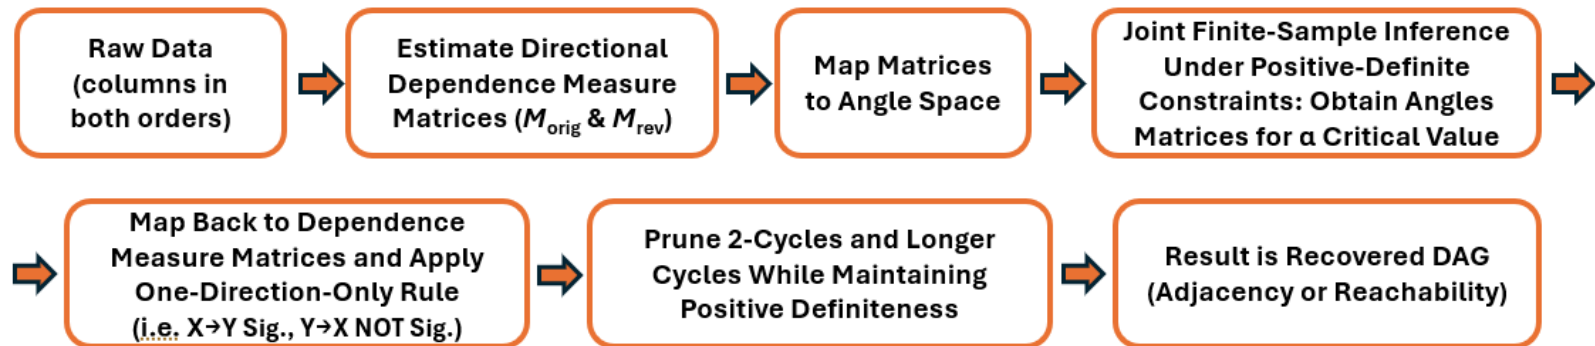 Raw Data
(columns in
both orders)
Estimate Directional
Dependence Measure
Matrices (Morig & Mrev)
Map Matrices
to Angle Space
Joint Finite-Sample Inference
Under Positive-Definite
Constraints: Obtain Angles
Matrices for α Critical Value
Map Back to Dependence
Measure Matrices and Apply
One-Direction-Only Rule
(i.e. X→Y Sig., Y→X NOT Sig.)
Prune 2-Cycles and Longer
Cycles While Maintaining
Positive Definiteness
Result is Recovered DAG
(Adjacency or Reachability)